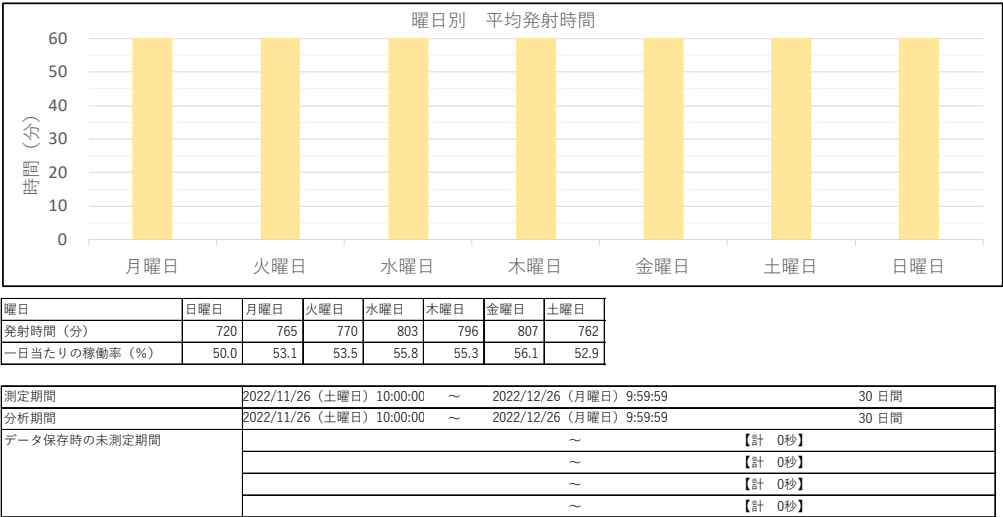 曜日別　平均発射時間
時間（分）
60
50
40
30
20
10
0
月曜日 火曜日 水曜日 木曜日 金曜日 土曜日 日曜日
曜日 日曜日 月曜日 火曜日 水曜日 木曜日 金曜日 土曜日
発射時間（分） 720 765 770 803 796 807 762
一日当たりの稼働率（%） 50.0 53.1 53.5 55.8 55.3 56.1 52.9
測定期間 2022/11/26（土曜日）10:00:00 ～ 2022/12/26（月曜日）9:59:59 30 日間
分析期間 2022/11/26（土曜日）10:00:00 ～ 2022/12/26（月曜日）9:59:59 30 日間
データ保存時の未測定期間 ～ 【計　0秒】
～ 【計　0秒】
～ 【計　0秒】
～ 【計　0秒】